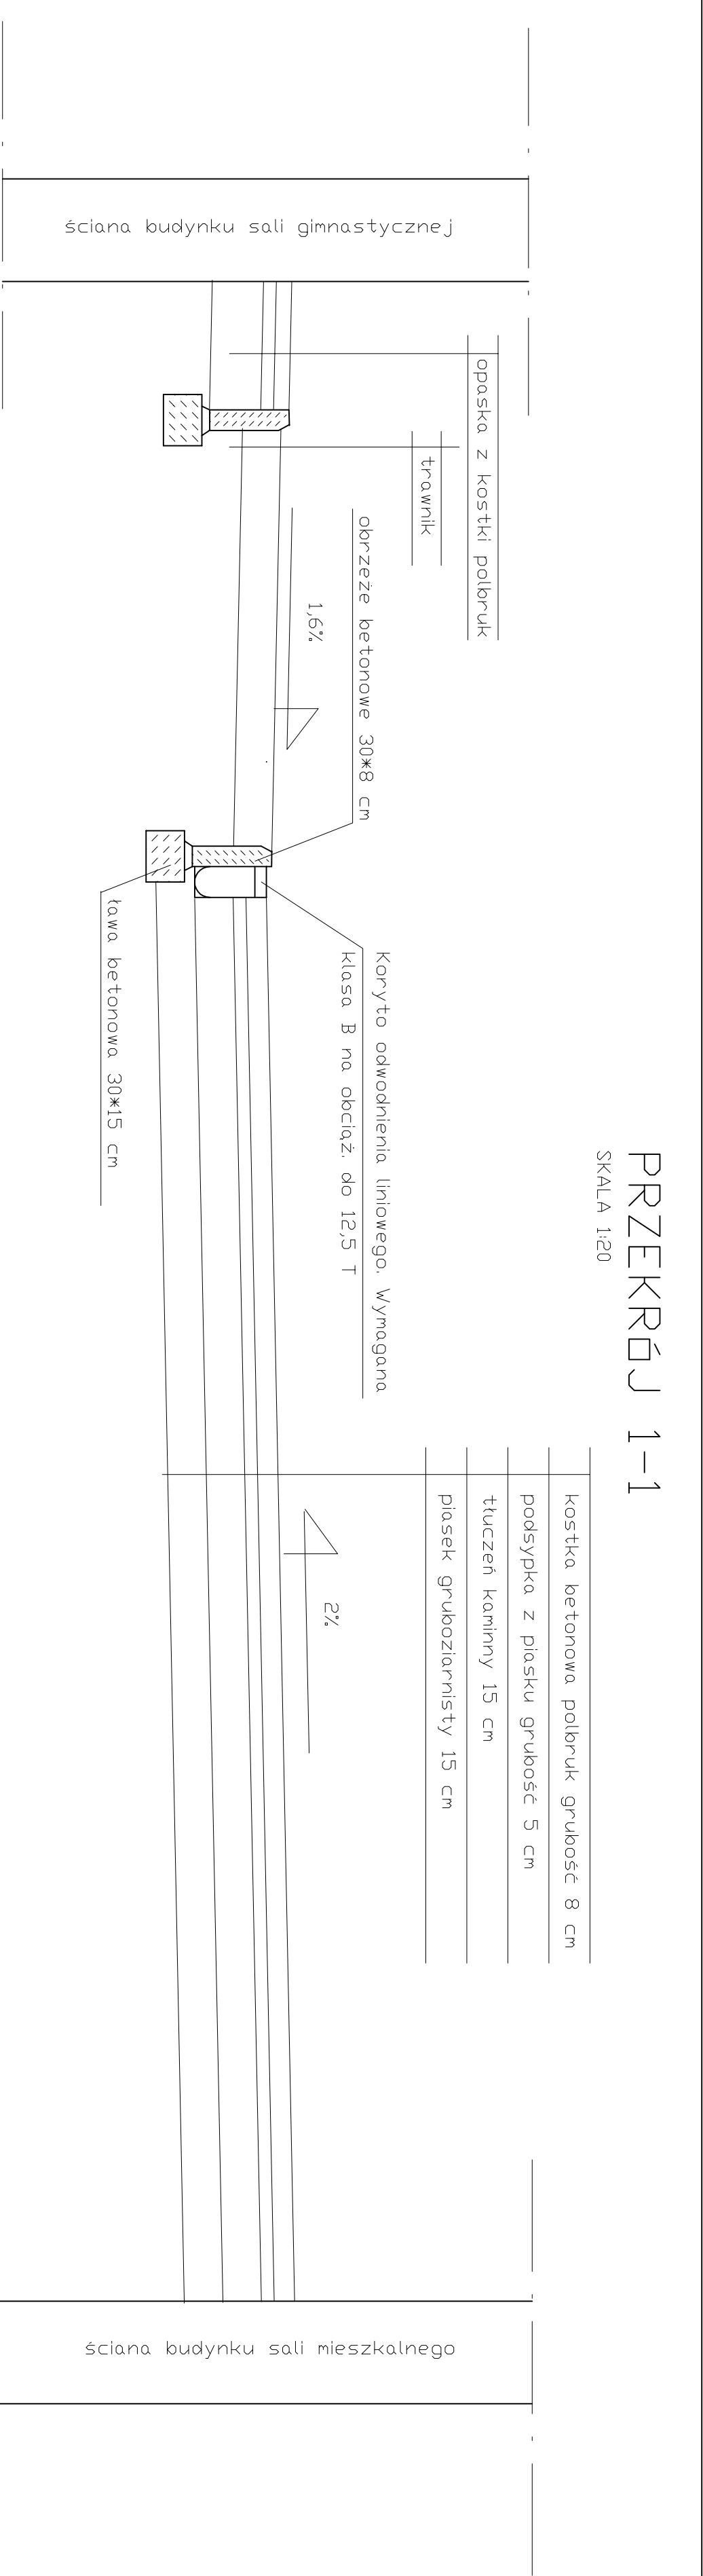 PRZEKRÓJ 1-1
SKALA 1:20
ściana budynku sali gimnastycznej
opaska z kostki polbruk
trawnik
obrzeże betonowe 30*8 cm
1,6%
Koryto odwodnienia liniowego. Wymagana
klasa B na obciąż. do 12,5 T
ława betonowa 30*15 cm
kostka betonowa polbruk grubość 8 cm
podsypka z piasku grubość 5 cm
tłuczeń kaminny 15 cm
piasek gruboziarnisty 15 cm
2%
ściana budynku sali mieszkalnego